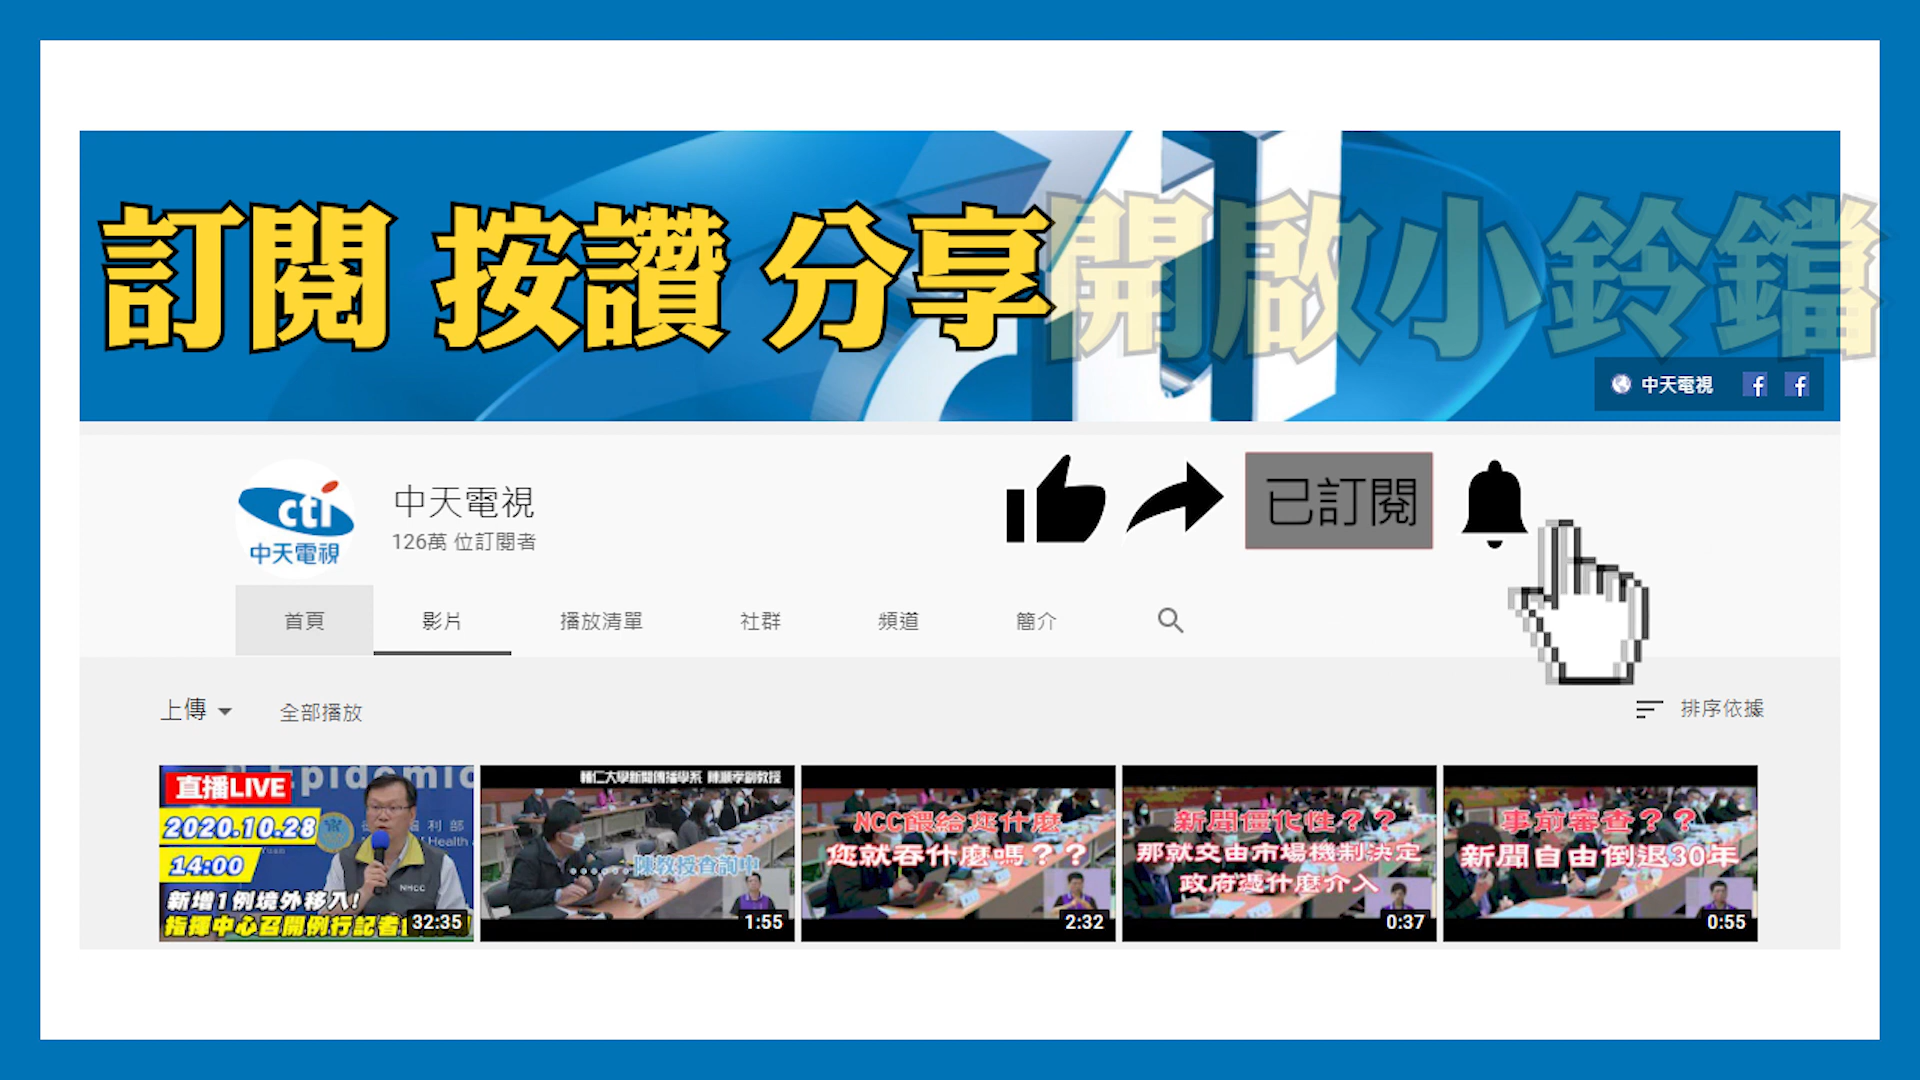 訂閱 按讚 分享開啟小鈴鐺
中天電視
cti
中天電視
中天電視
126萬 位訂閱者
已訂閱
首頁 影片 播放清單 社群 頻道 簡介
上傳 全部播放 排序依據
Epidemic
直播LIVE
2020.10.28
14:00
新增1例境外移入!
指揮中心召開例行記者
NHCC
32:35
輔仁大學新聞傳播學系 陳順孝副教授
......陳教授查詢中
1:55
NCC餵給您什麼
您就吞什麼嗎？？
2:32
新聞僵化性？？
那就交由市場機制決定
政府憑什麼介入
0:37
事前審查？？
新聞自由倒退30年
0:55